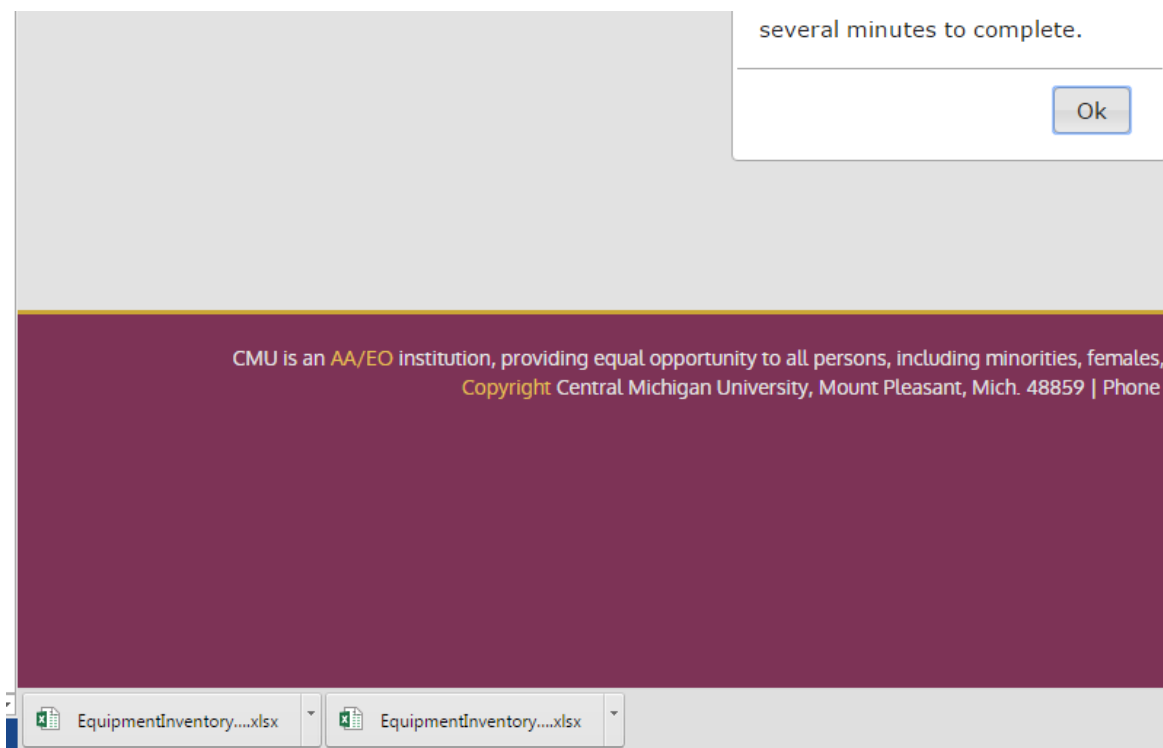 several minutes to complete.
Ok
CMU is an AA/EO institution, providing equal opportunity to all persons, including minorities, females,
Copyright Central Michigan University, Mount Pleasant, Mich. 48859 | Phone
EquipmentInventory....xlsx
EquipmentInventory....xlsx